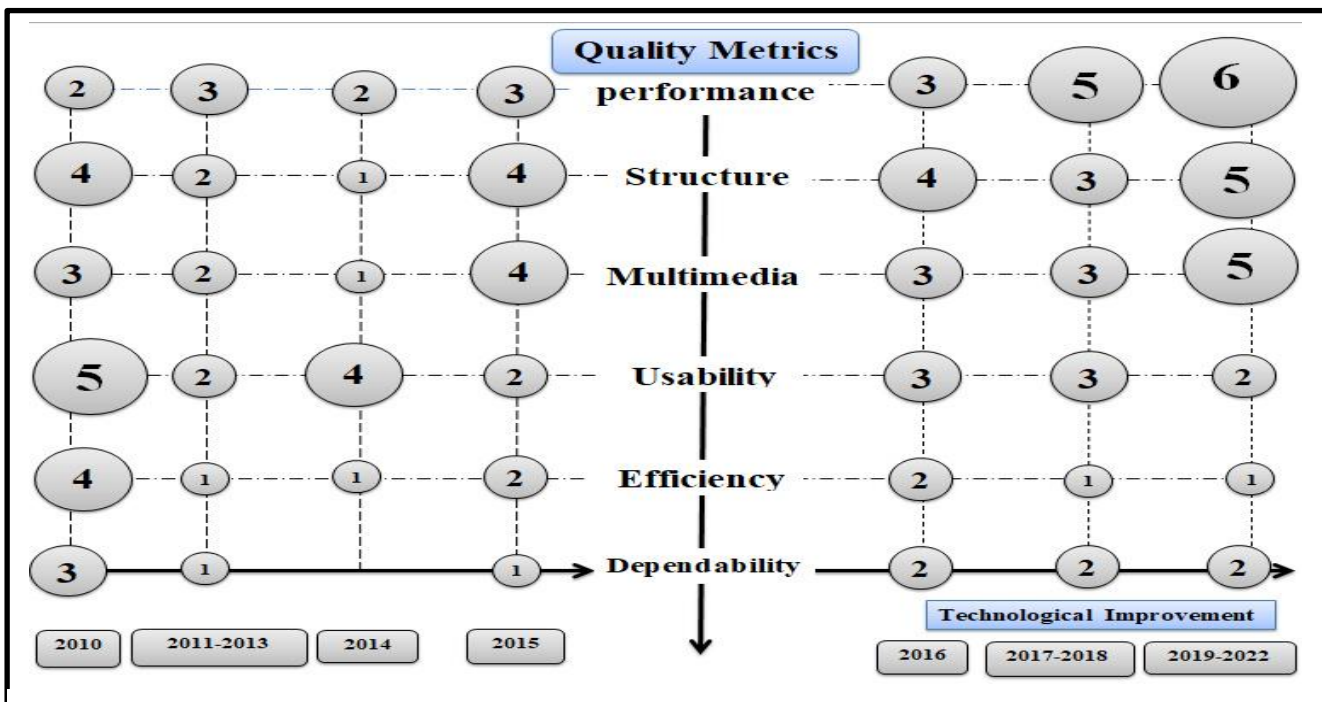 Quality Metrics
2 3 2 3 performance 3 5 6
4 2 1 4 Structure 4 3 5
3 2 1 4 Multimedia 3 3 5
5 2 4 2 Usability 3 3 2
4 1 1 2 Efficiency 2 1 1
3 1 1 Dependability 2 2 2
Technological Improvement
2010 2011-2013 2014 2015 2016 2017-2018 2019-2022